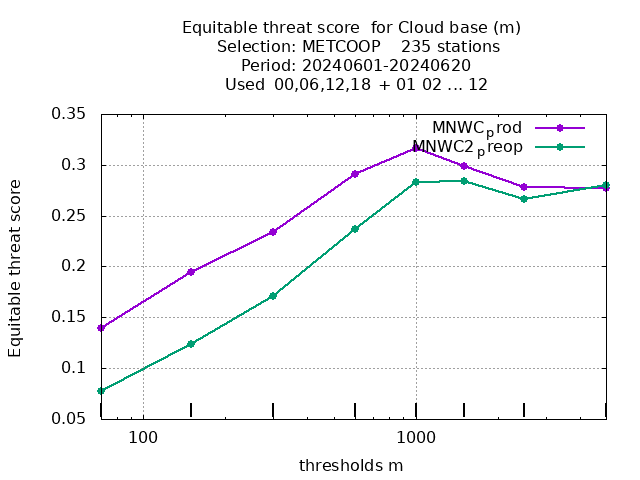 Equitable threat score for Cloud base (m)
Selection: METCOOP 235 stations
Period: 20240601-20240620
Used 00,06,12,18 + 01 02 ... 12
MNWC_prod
MNWC2_preop
0.35
0.3
0.25
0.2
0.15
0.1
0.05
Equitable threat score
100 1000
thresholds m